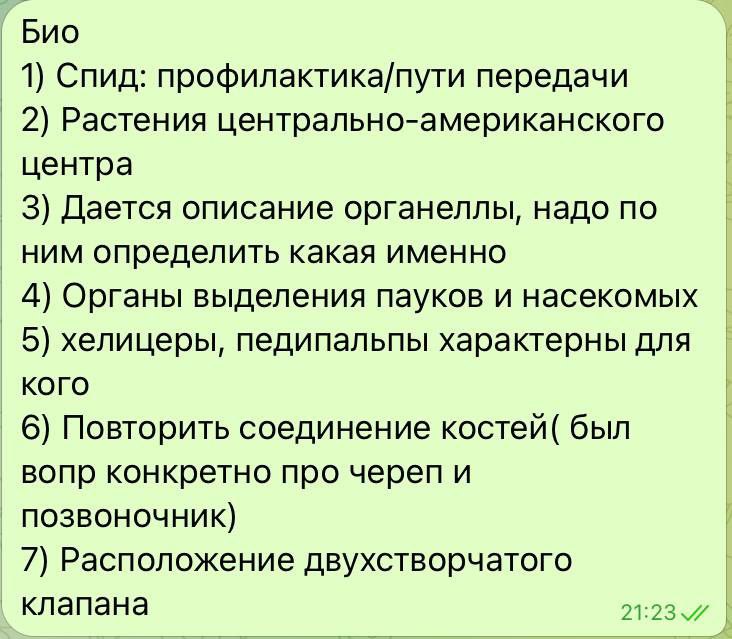 Био
1) Спид: профилактика/пути передачи
2) Растения центрально-американского
центра
3) Дается описание органеллы, надо по
ним определить какая именно
4) Органы выделения пауков и насекомых
5) хелицеры, педипальпы характерны для
кого
6) Повторить соединение костей( был
вопр конкретно про череп и
позвоночник)
7) Расположение двухстворчатого
клапана
21:23